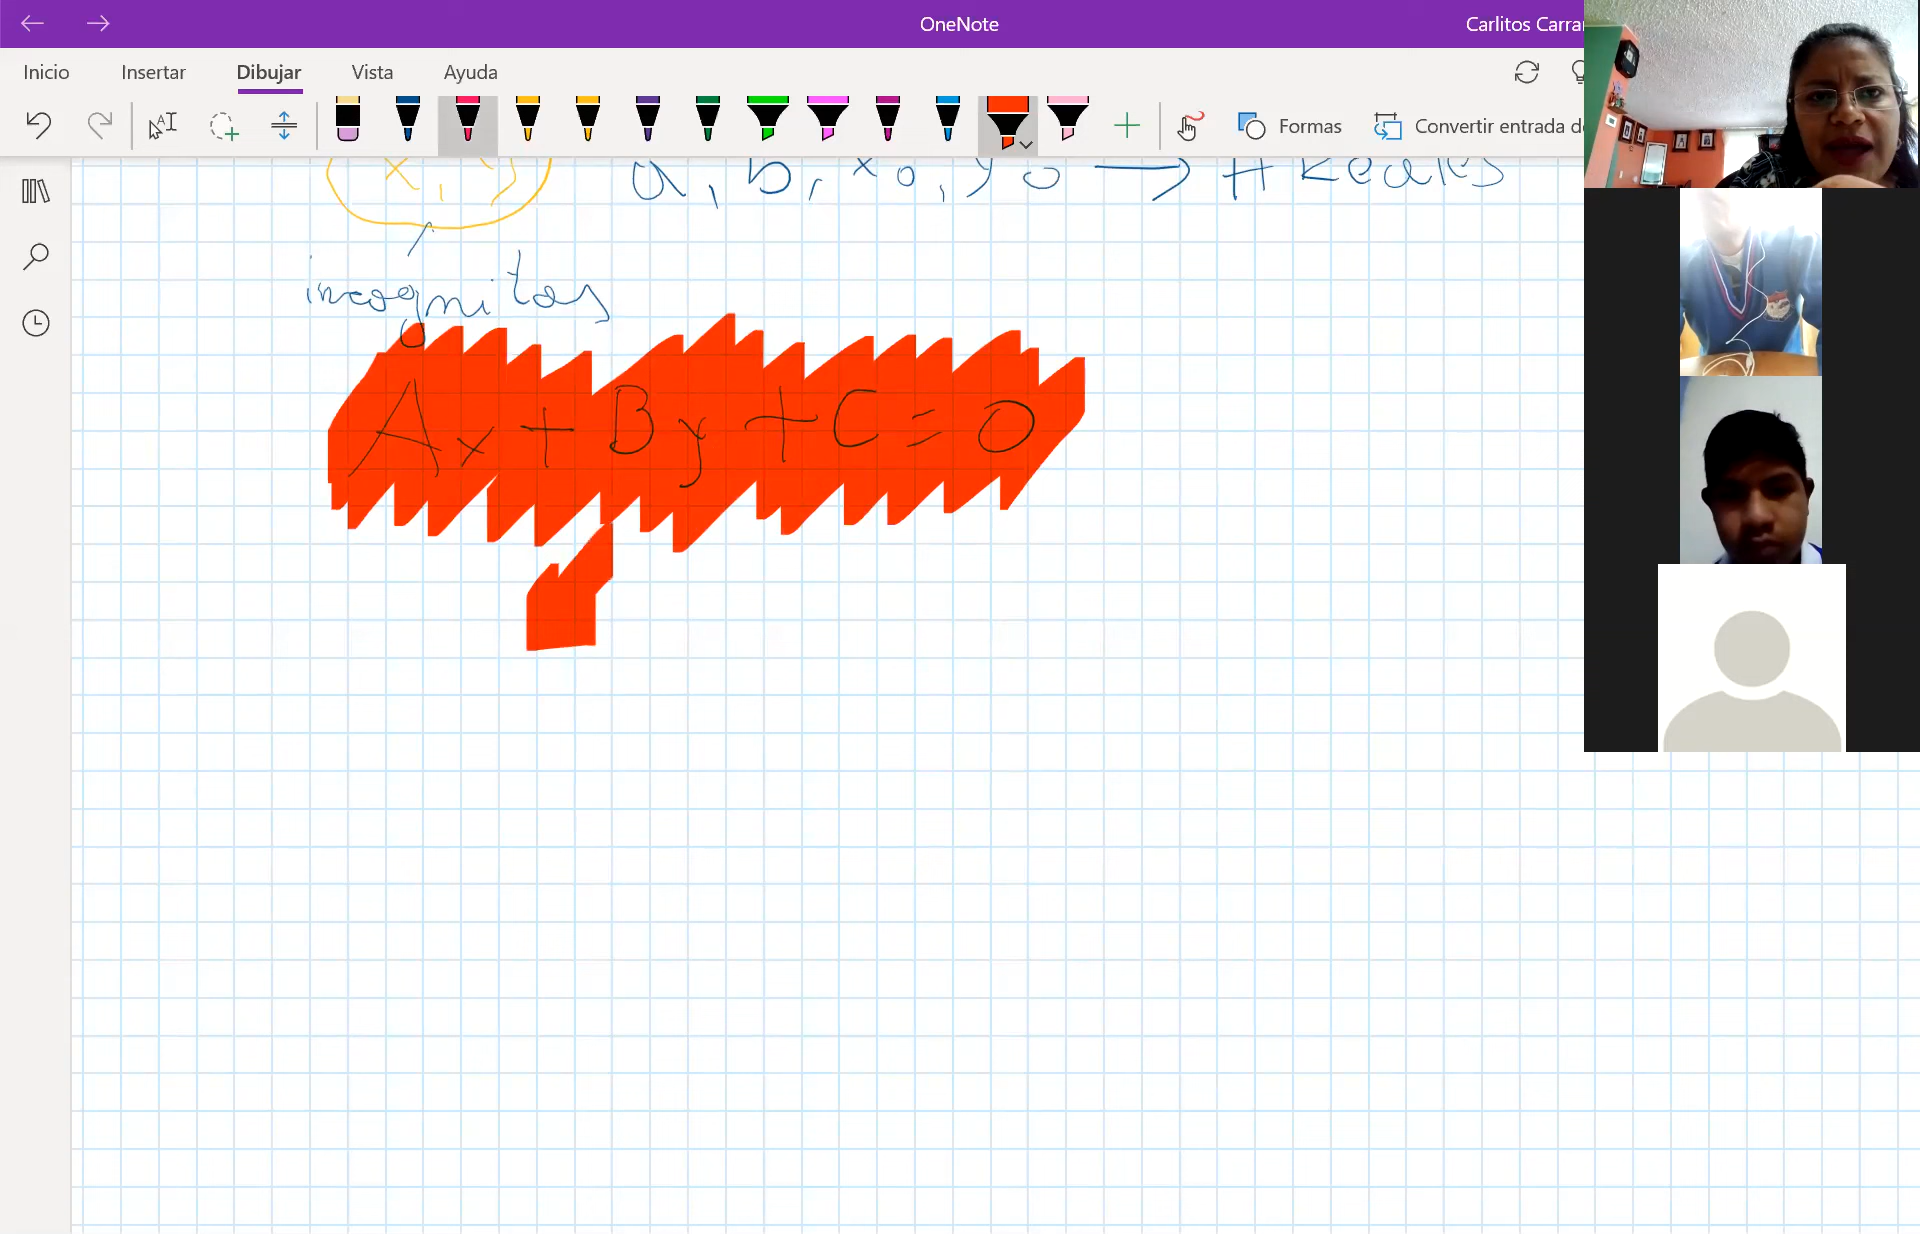 OneNote
Carlitos Carra
Inicio Insertar Dibujar Vista Ayuda
Formas Convertir entrada d
x, y a, b, x0, y0 → # Reales
incognitas
Ax + By + C = 0